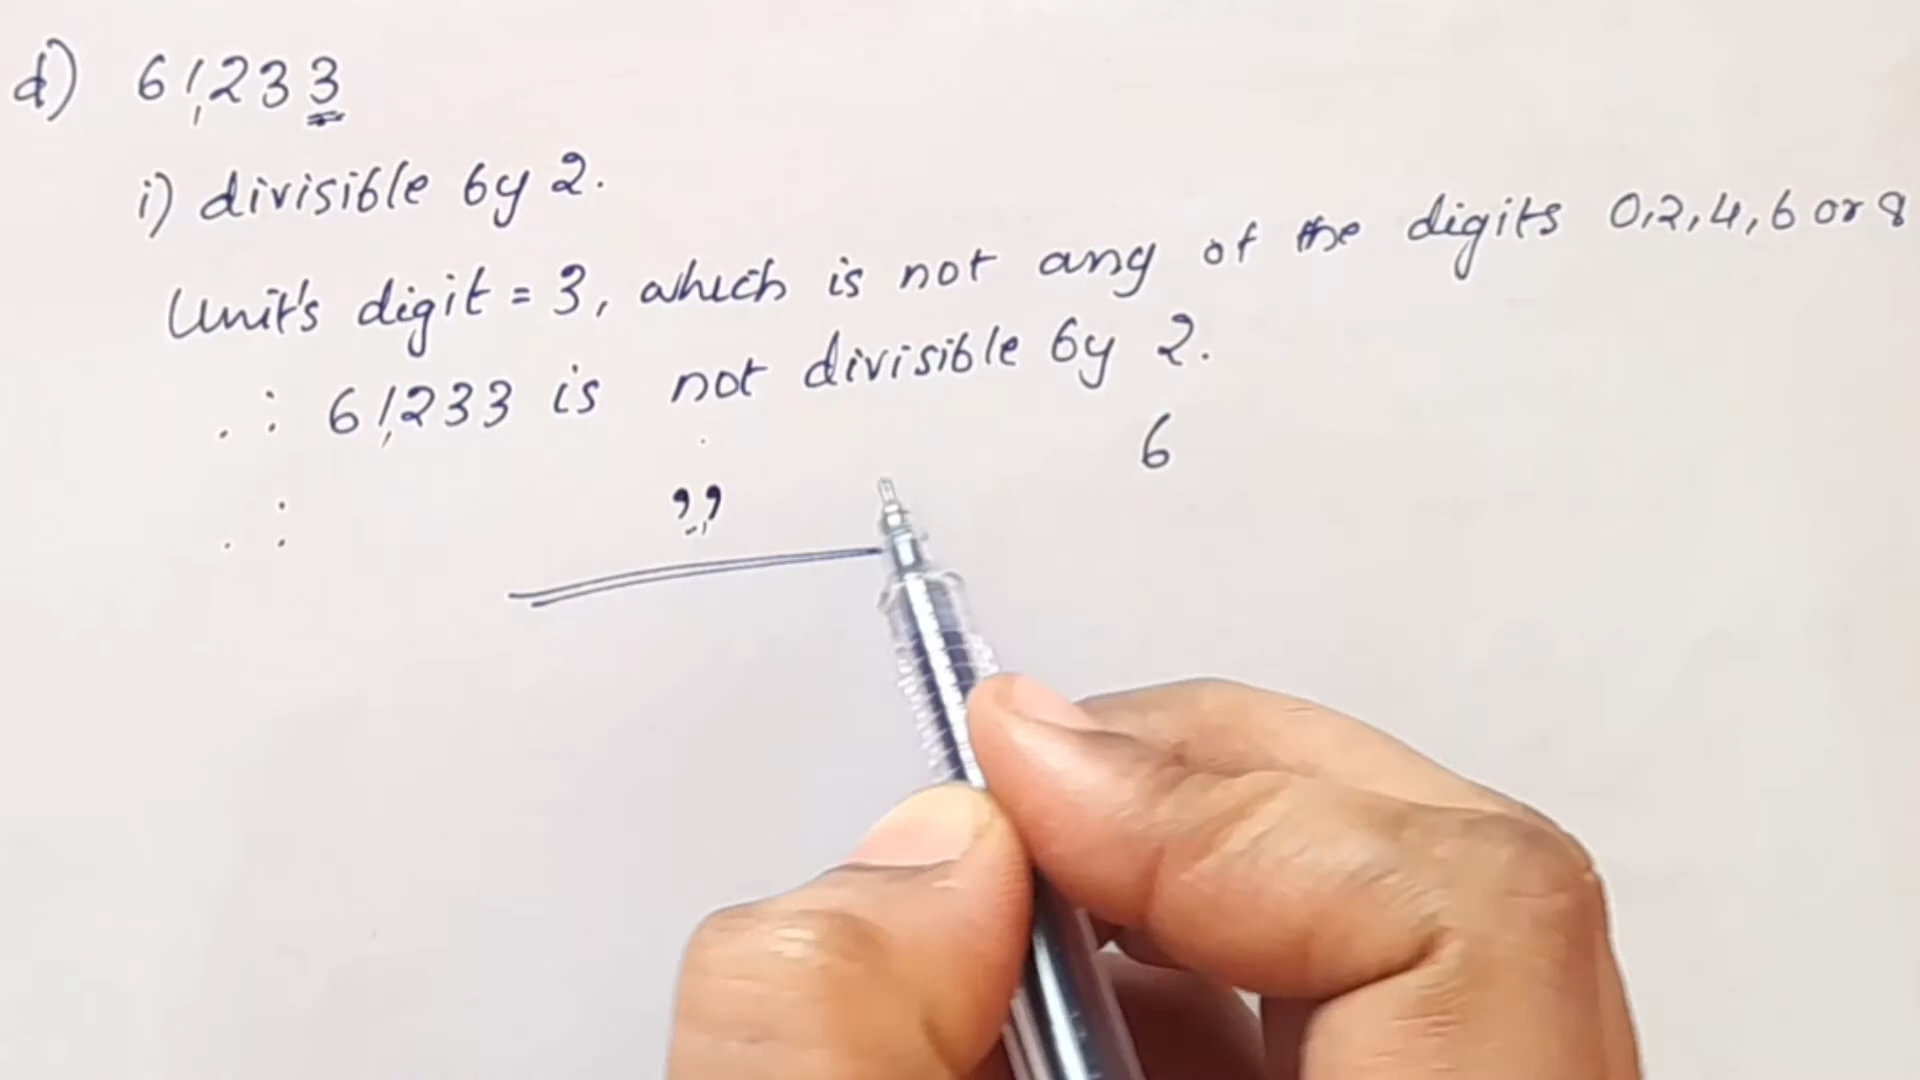 d) 61,233
i) divisible by 2.
Unit's digit = 3, which is not any of the digits 0,2,4,6 or 8
∴ 61,233 is not divisible by 2.
∴ ,, 6